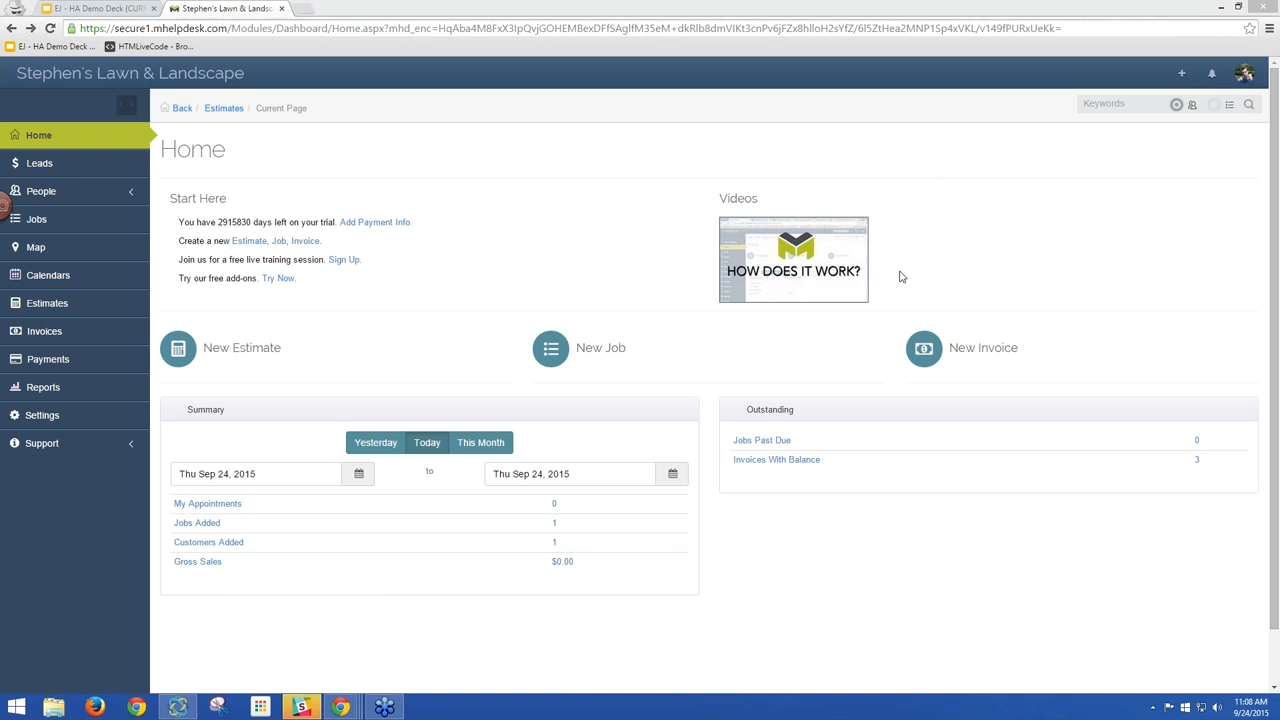 EJ - HA Demo Deck (CUR
Stephen's Lawn & Landsc
https://secure1.mhelpdesk.com/Modules/Dashboard/Home.aspx?mhd_enc=
EJ - HA Demo Deck ...
HTMLiveCode - Bro...
Stephen's Lawn & Landscape
Back / Estimates / Current Page
Keywords
Home
Leads
People
Jobs
Map
Calendars
Estimates
Invoices
Payments
Reports
Settings
Support
Home
Start Here
You have 2915830 days left on your trial. Add Payment Info.
Create a new Estimate, Job, Invoice.
Join us for a free live training session. Sign Up.
Try our free add-ons. Try Now.
Videos
HOW DOES IT WORK?
New Estimate
New Job
New Invoice
Summary
Yesterday Today This Month
Thu Sep 24, 2015 to Thu Sep 24, 2015
My Appointments 0
Jobs Added 1
Customers Added 1
Gross Sales $0.00
Outstanding
Jobs Past Due 0
Invoices With Balance 3
11:08 AM
9/24/2015